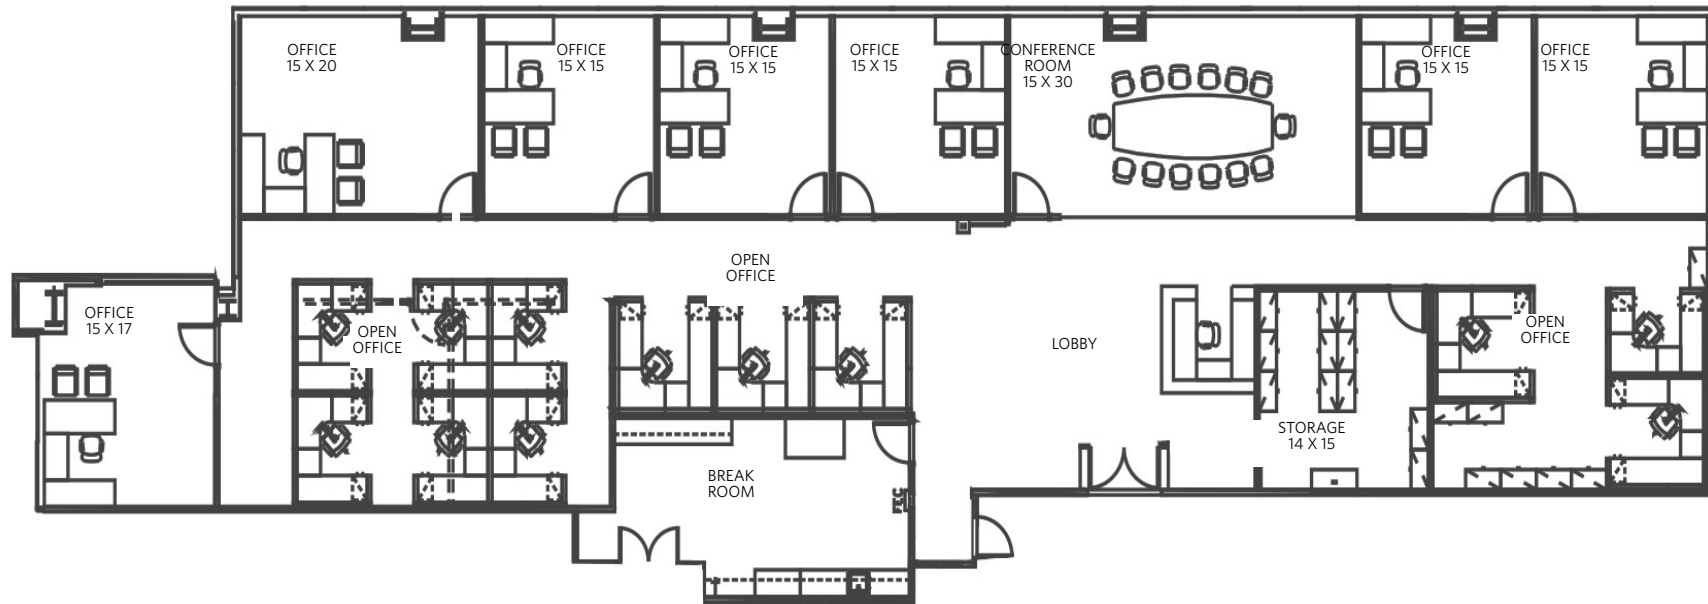 OFFICE
15 X 20
OFFICE
15 X 15
OFFICE
15 X 15
OFFICE
15 X 15
CONFERENCE
ROOM
15 X 30
OFFICE
15 X 15
OFFICE
15 X 15
OPEN
OFFICE
OFFICE
15 X 17
OPEN
OFFICE
LOBBY
OPEN
OFFICE
STORAGE
14 X 15
BREAK
ROOM
FEC